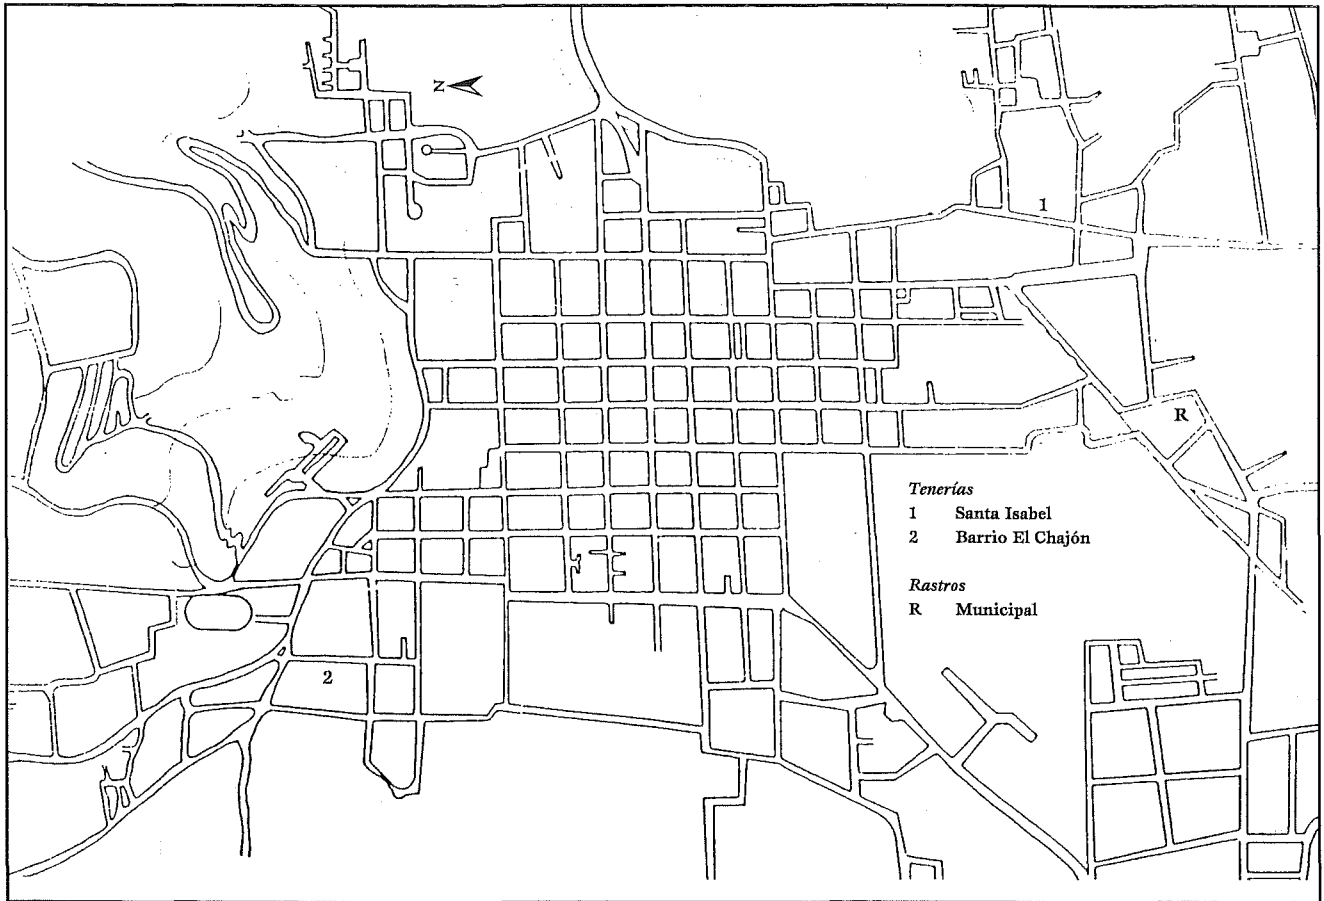 N
1
R
Tenerías
1 Santa Isabel
2 Barrio El Chajón
Rastros
R Municipal
2